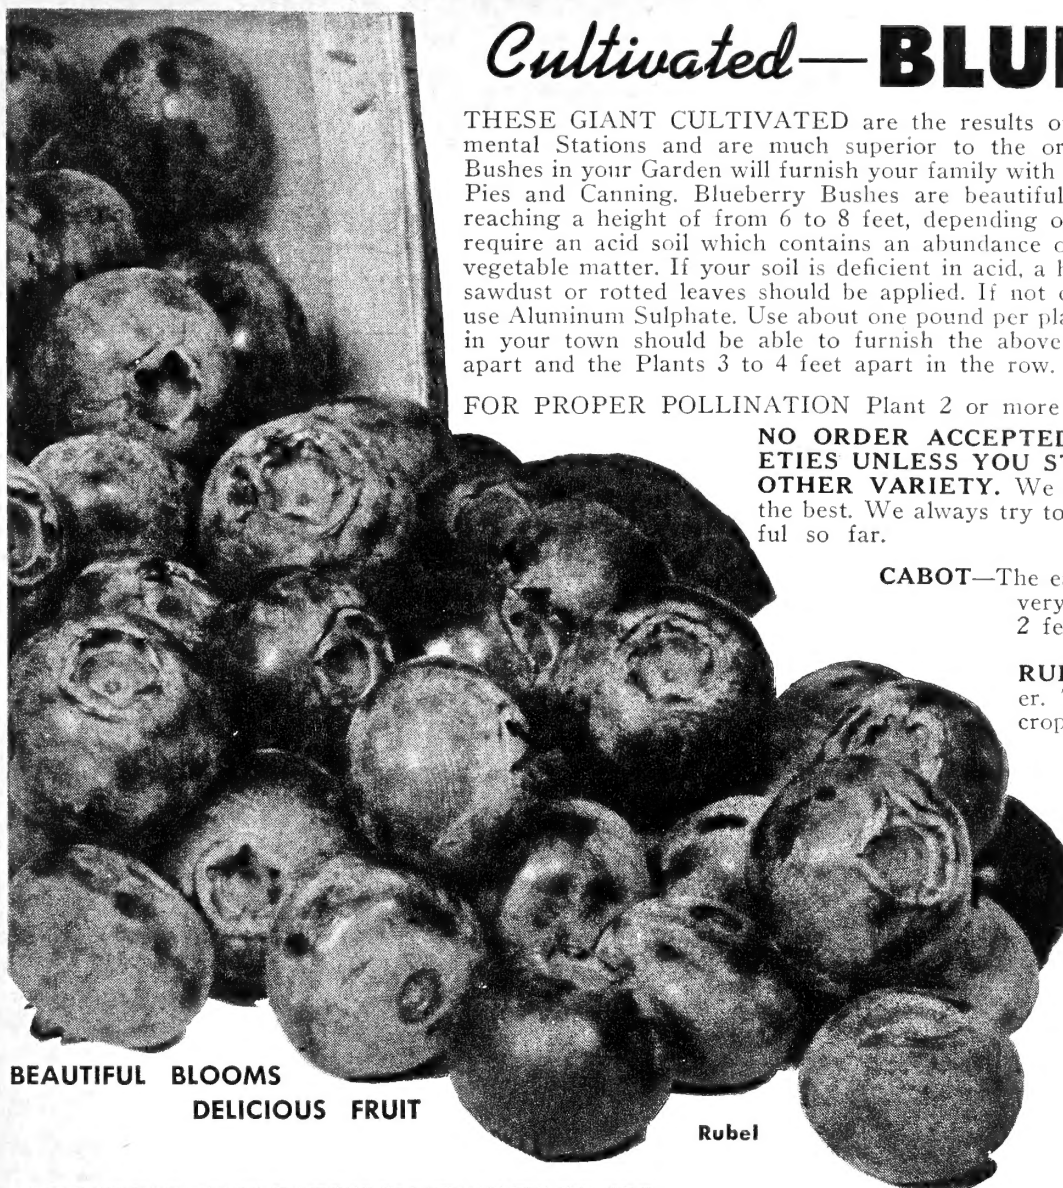 Cultivated—BLU
THESE GIANT CULTIVATED are the results
mental Stations and are much superior to the
Bushes in your Garden will furnish your family with
Pies and Canning. Blueberry Bushes are beautiful
reaching a height of from 6 to 8 feet, depending
require an acid soil which contains an abundance
vegetable matter. If your soil is deficient in acid, a
sawdust or rotted leaves should be applied. If not
use Aluminum Sulphate. Use about one pound per
in your town should be able to furnish the above
apart and the Plants 3 to 4 feet apart in the row.
FOR PROPER POLLINATION Plant 2 or more
NO ORDER ACCEPTED
ETIES UNLESS YOU
OTHER VARIETY. We
the best. We always try to
ful so far.
CABOT—The
very
2
er.
crop
BEAUTIFUL BLOOMS
DELICIOUS FRUIT
Rubel